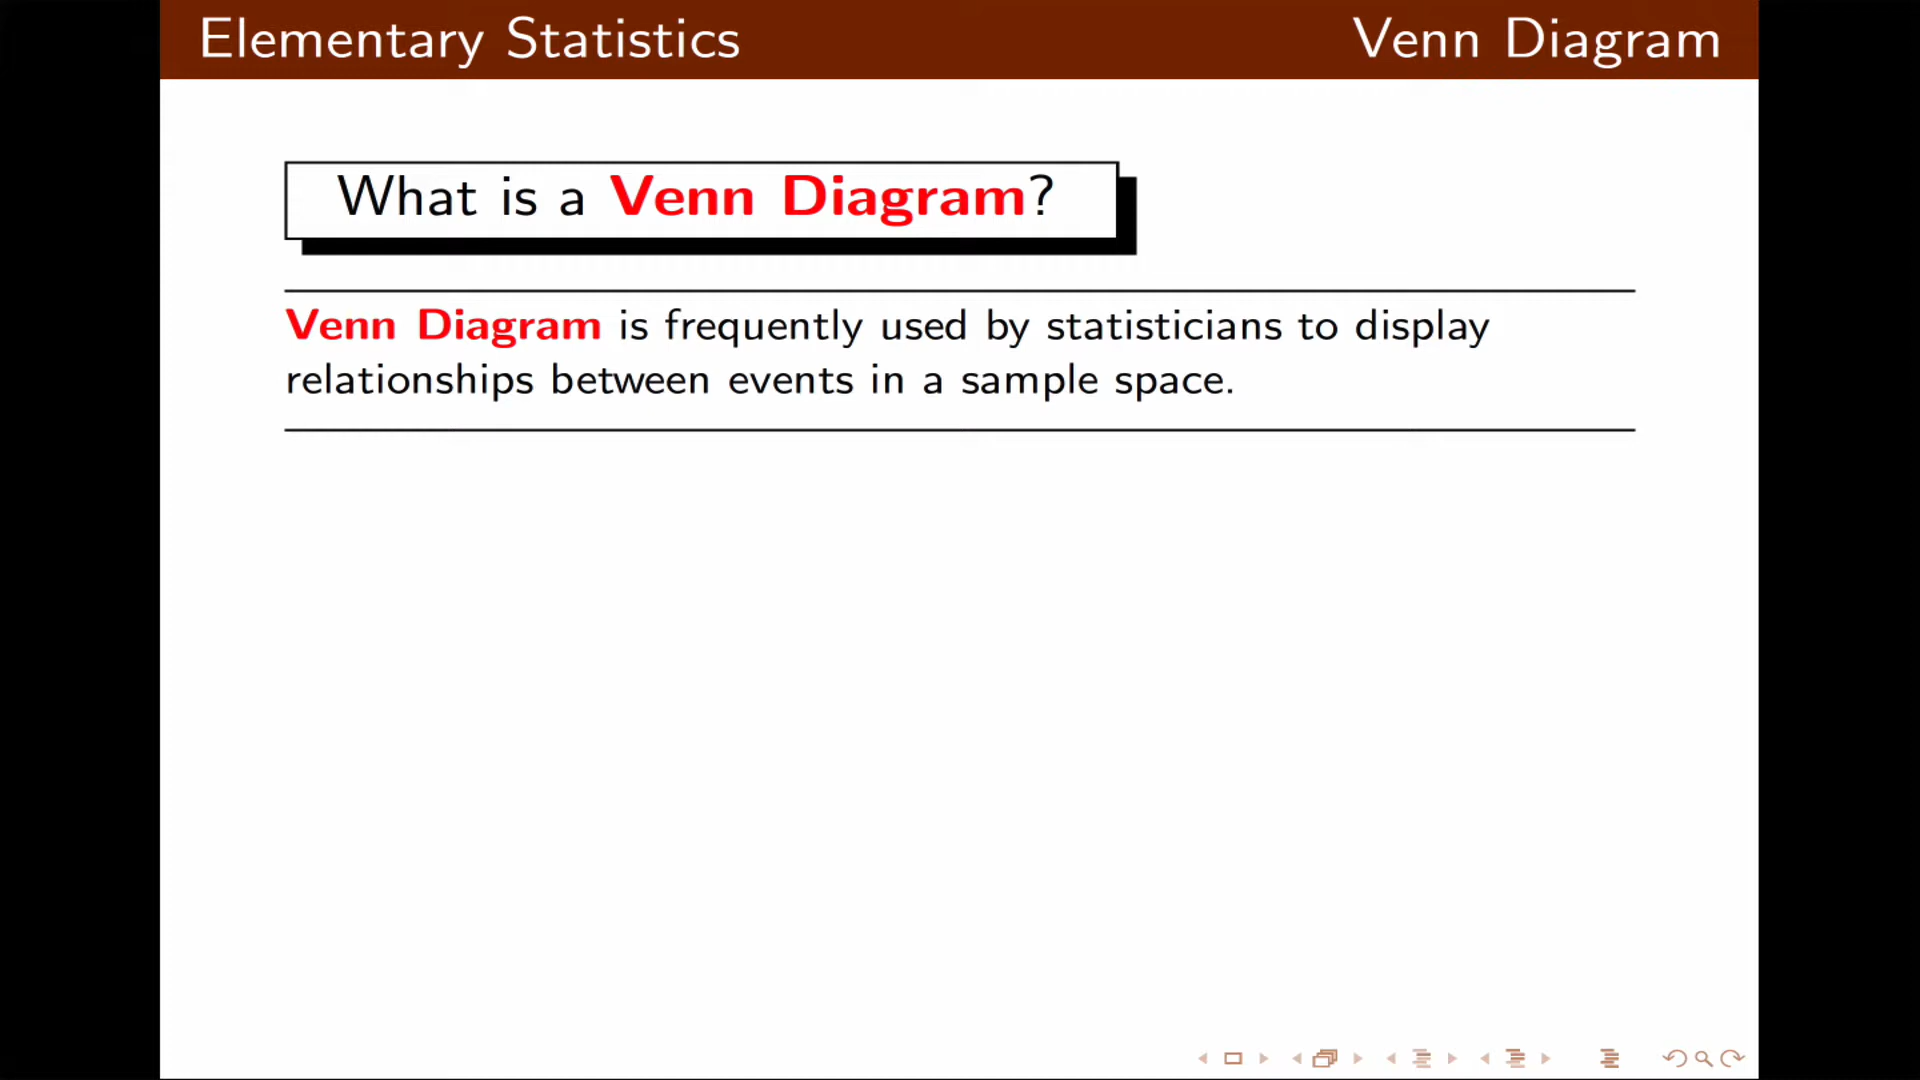 Elementary Statistics
Venn Diagram
What is a Venn Diagram?
Venn Diagram is frequently used by statisticians to display
relationships between events in a sample space.